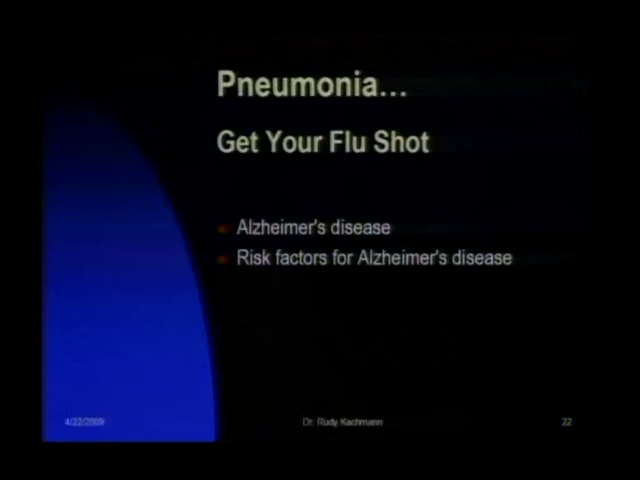 Pneumonia...
Get Your Flu Shot
Alzheimer's disease
Risk factors for Alzheimer's disease
4/22/2009
Dr. Rudy Kachmann
22